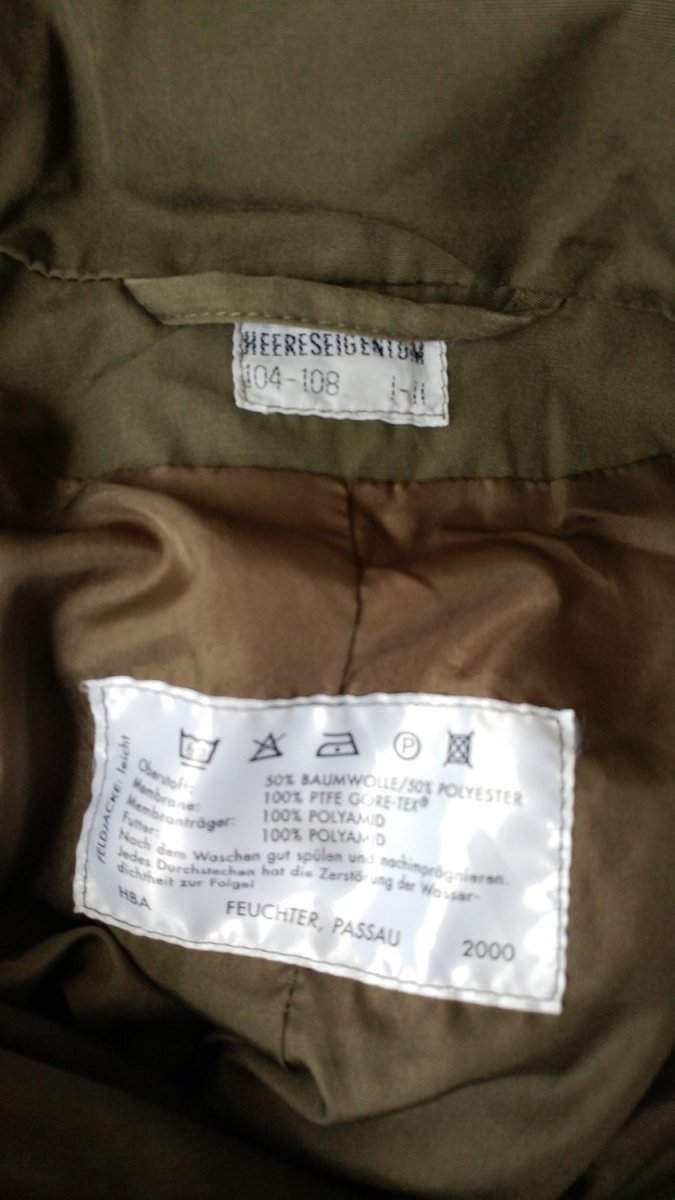 HEERESEIGENTUM
104-108 I-II
FELDJACKE: leicht
60 P
Oberstoff: 50% BAUMWOLLE/50% POLYESTER
Membrane: 100% PTFE GORE-TEX®
Membranträger: 100% POLYAMID
Futter: 100% POLYAMID
Nach dem Waschen gut spülen und nachimprägnieren.
Jedes Durchstechen hat die Zerstörung der Wasser-
dichtheit zur Folge!
HBA FEUCHTER, PASSAU 2000